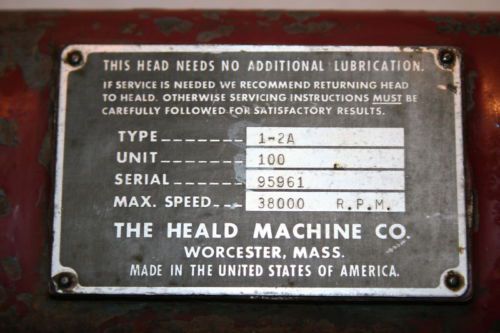 THIS HEAD NEEDS NO ADDITIONAL LUBRICATION.
IF SERVICE IS NEEDED WE RECOMMEND RETURNING HEAD
TO HEALD. OTHERWISE SERVICING INSTRUCTIONS MUST BE
CAREFULLY FOLLOWED FOR SATISFACTORY RESULTS.
TYPE------- 1-2A
UNIT------- 100
SERIAL------ 95961
MAX. SPEED--- 38000 R.P.M.
THE HEALD MACHINE CO.
WORCESTER, MASS.
MADE IN THE UNITED STATES OF AMERICA.